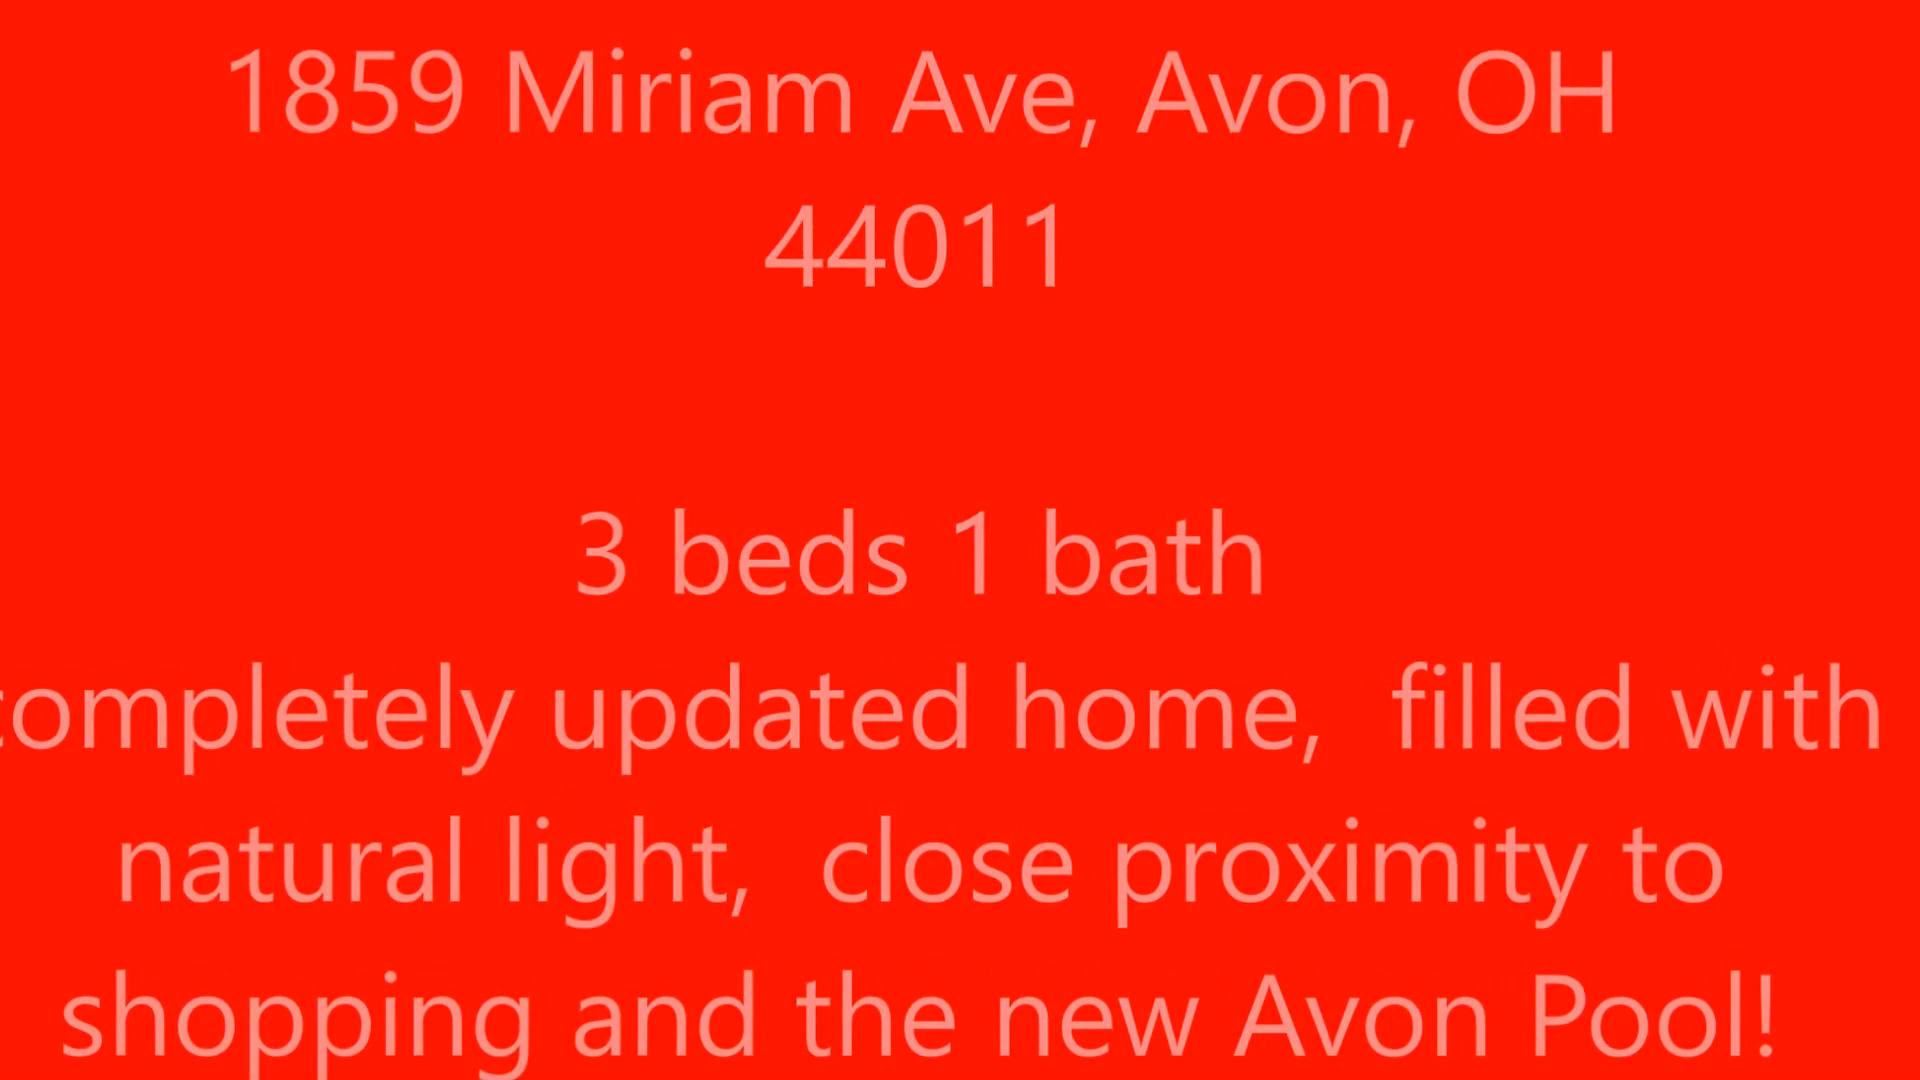 1859 Miriam Ave, Avon, OH
44011
3 beds 1 bath
completely updated home,  filled with
natural light,  close proximity to
shopping and the new Avon Pool!